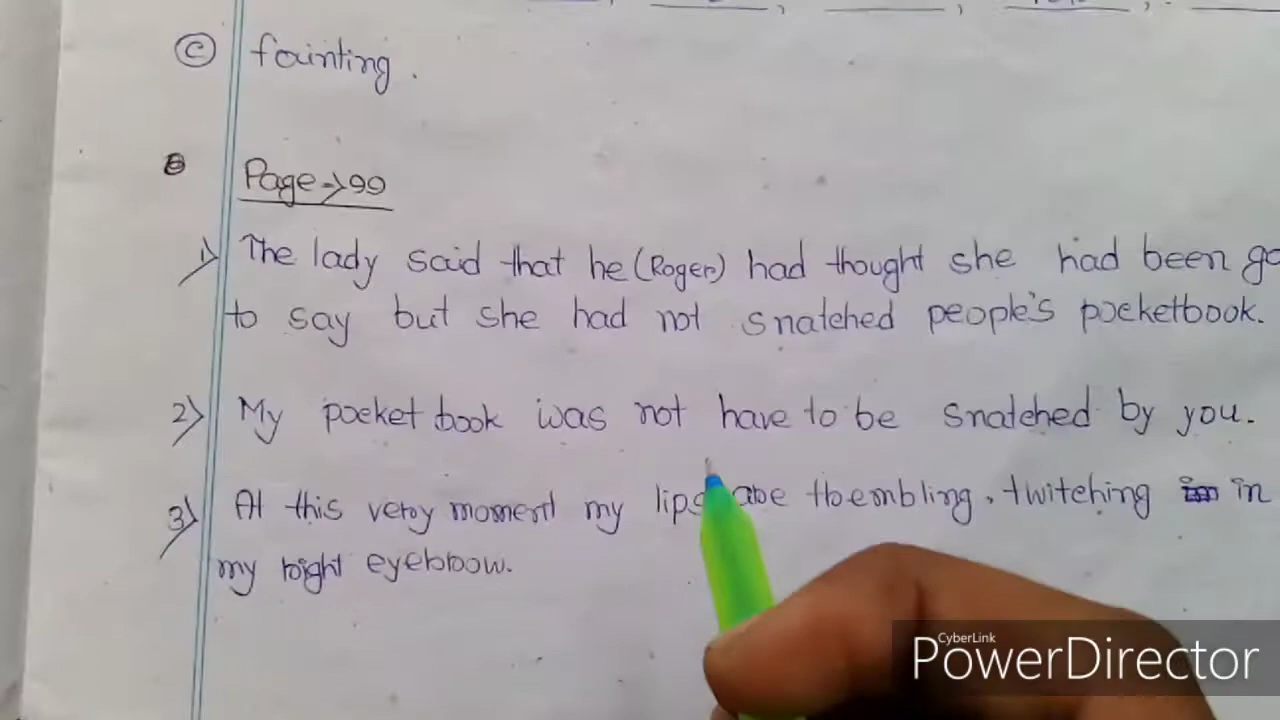 © fainting.
Page→99
1) The lady said that he (Roger) had thought she had been go
to say but she had not snatched people's pocketbook.
2) My pocket book was not have to be snatched by you.
3) At this very moment my lips are trembling, twitching in
my right eyebrow.
CyberLink
PowerDirector